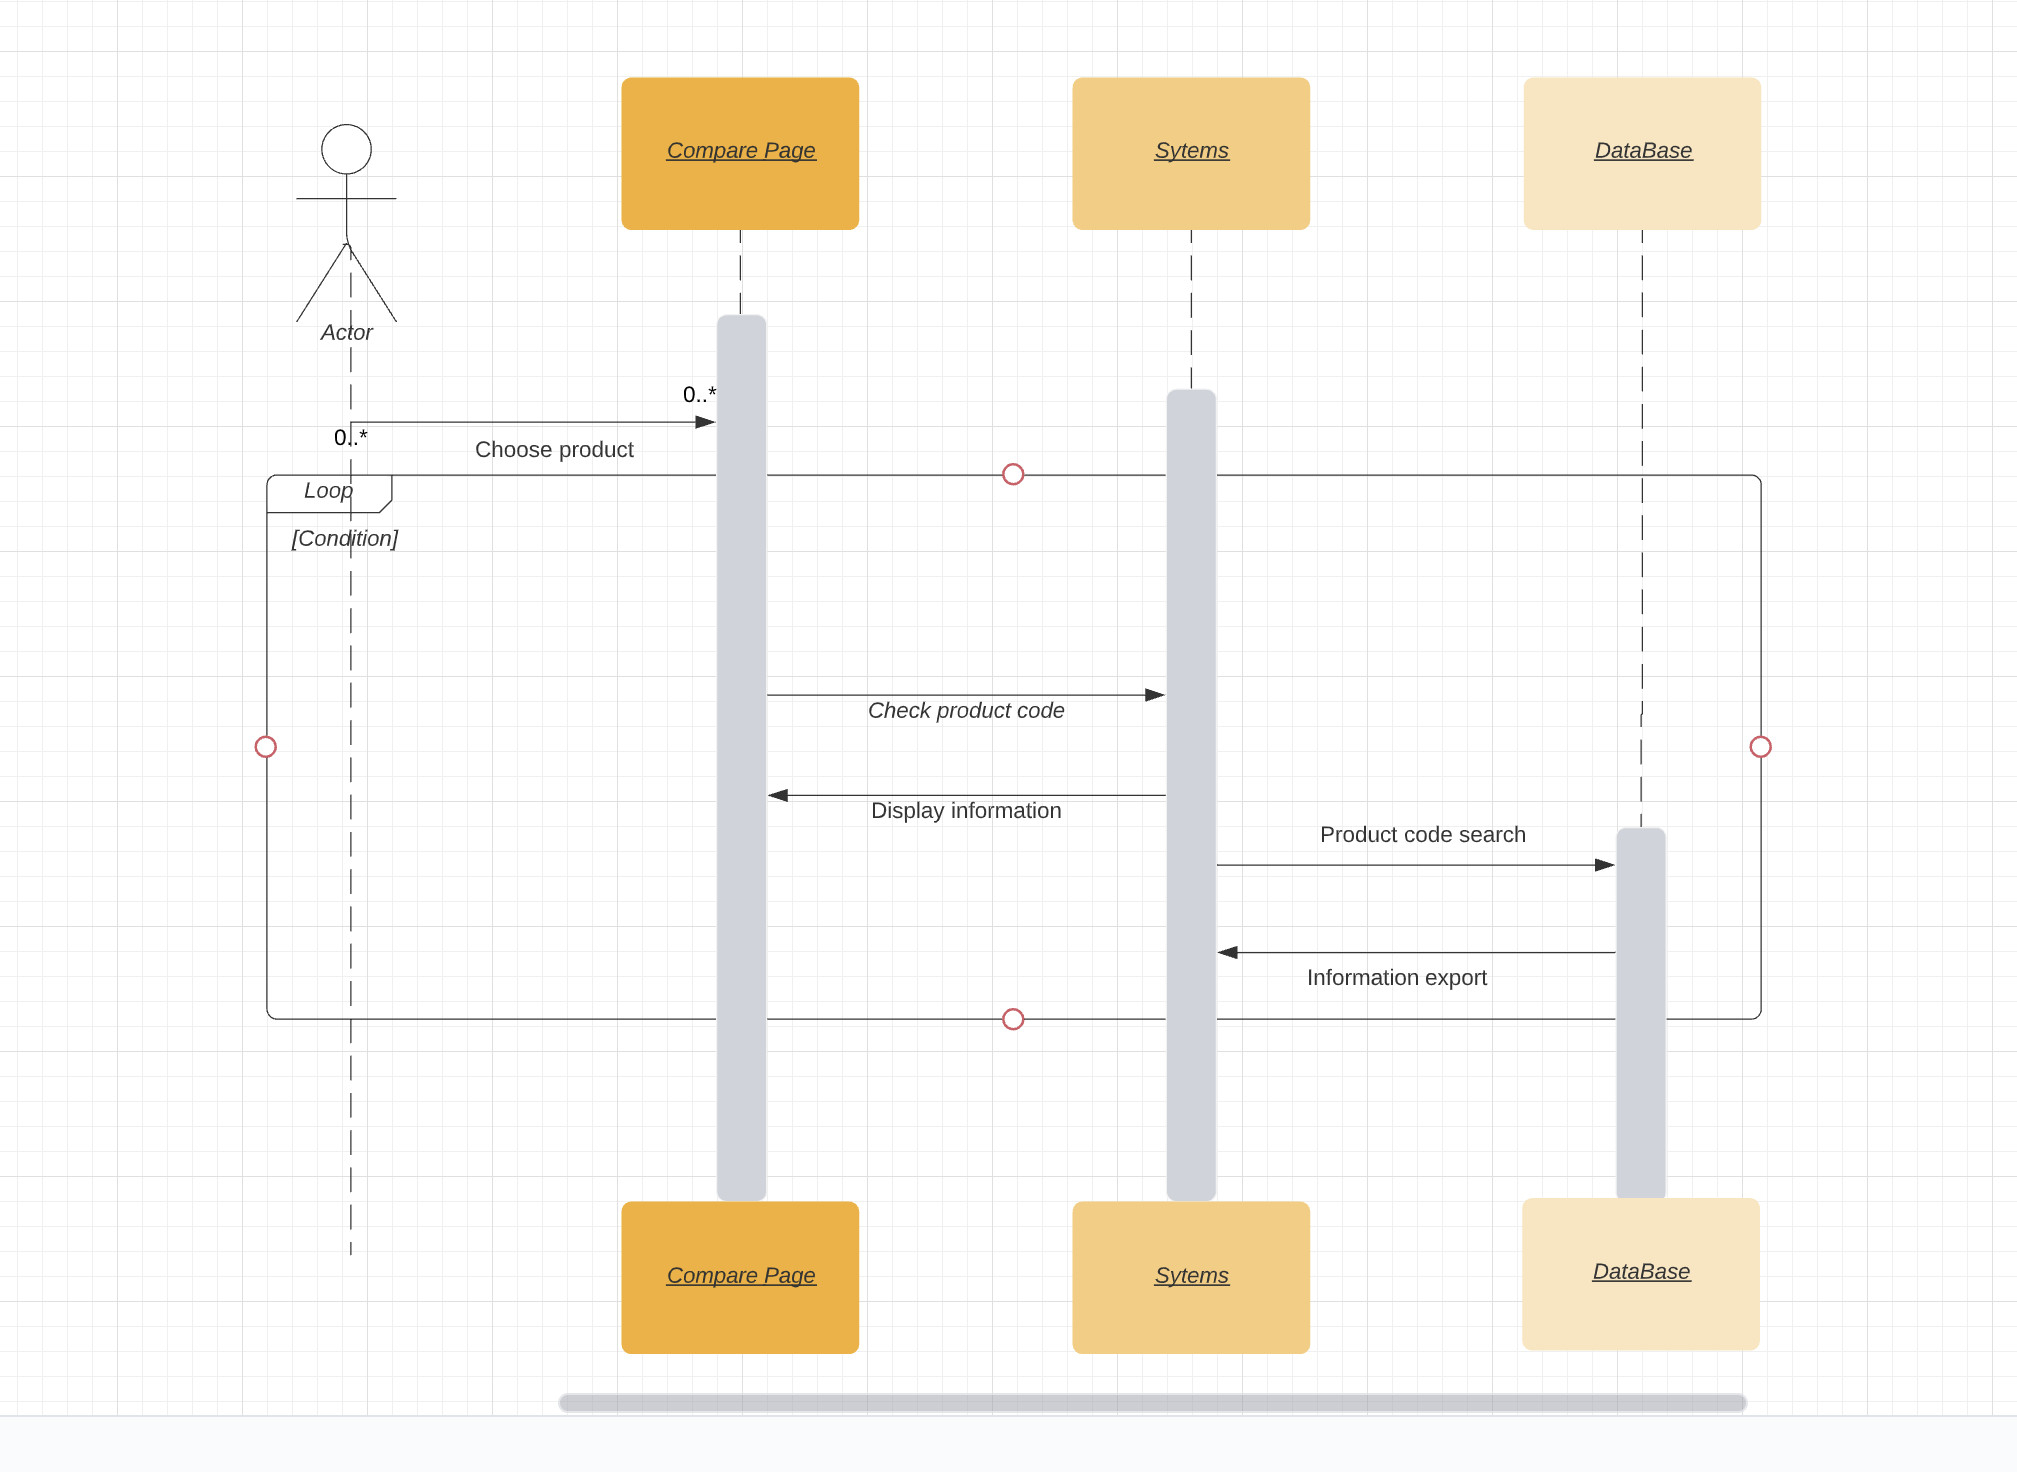 Compare Page
Sytems
DataBase
Actor
0..*
0..*
Choose product
Loop
[Condition]
Check product code
Display information
Product code search
Information export
Compare Page
Sytems
DataBase